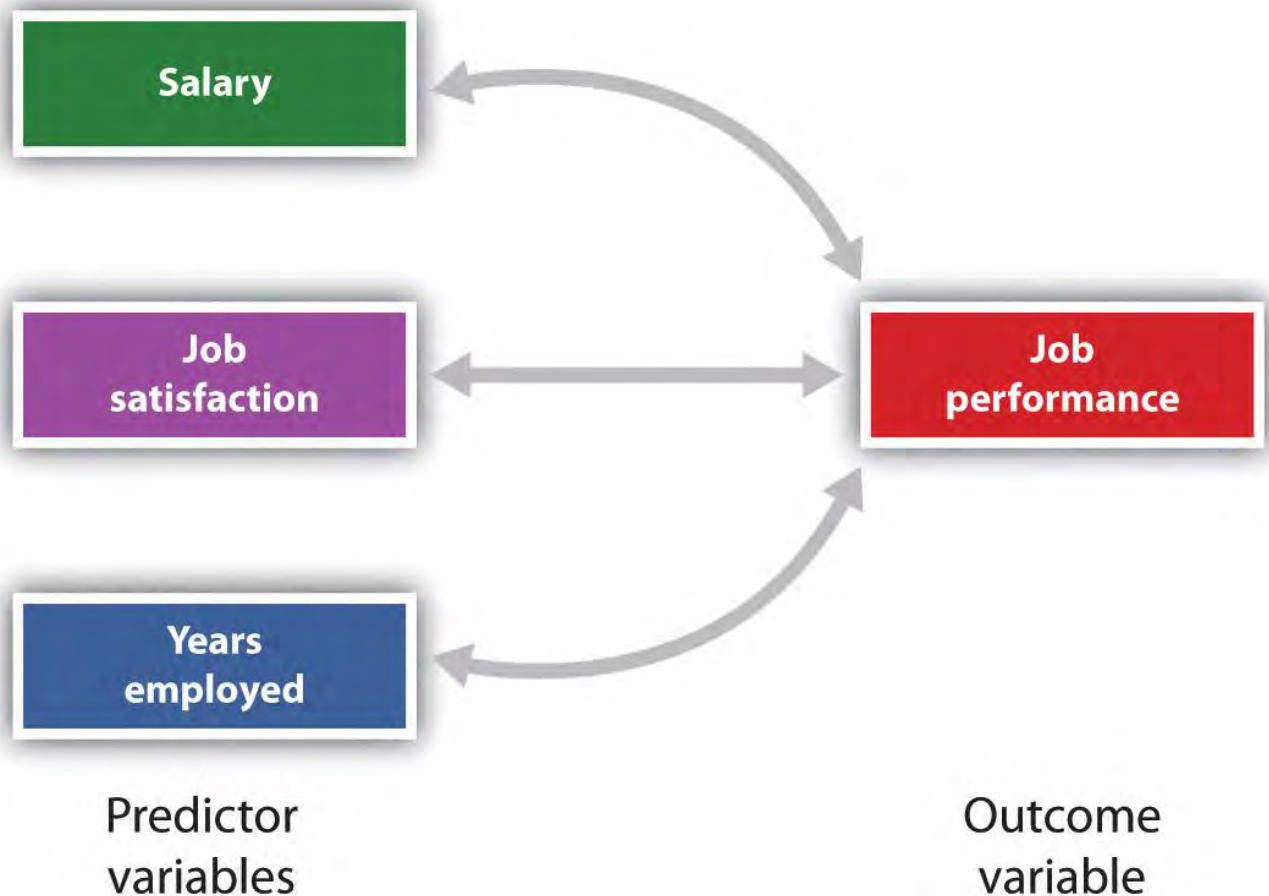 Salary
Job
satisfaction
Job
performance
Years
employed
Predictor
variables
Outcome
variable